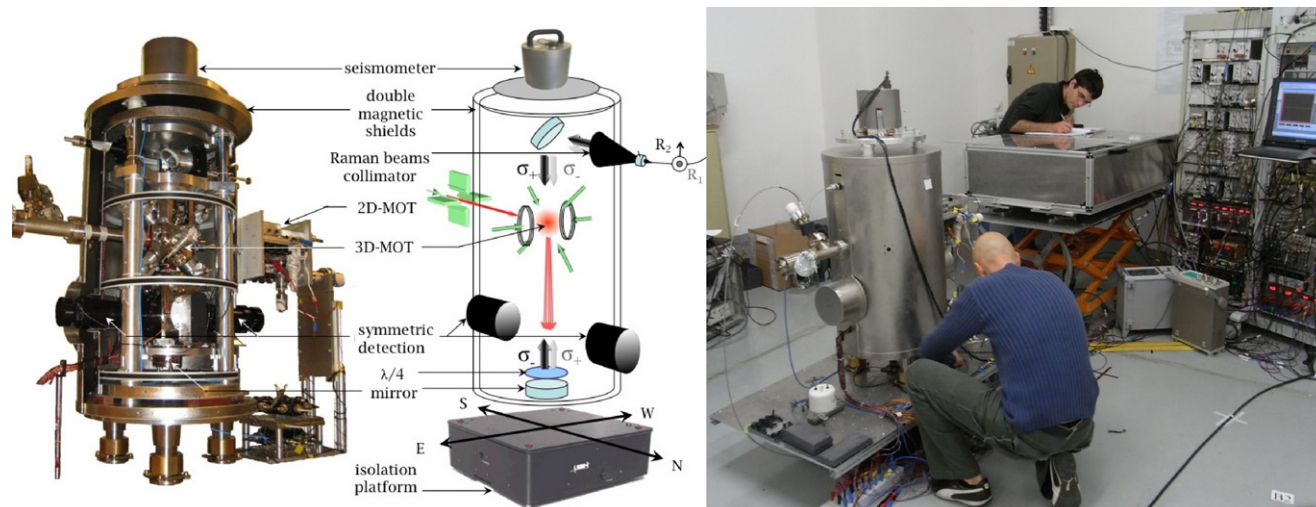 seismometer
double
magnetic
shields
Raman beams
collimator
R₂
R₁
σ₊ σ₋
2D-MOT
3D-MOT
symmetric
detection
σ₋ σ₊
λ/4
mirror
S
W
E
N
isolation
platform